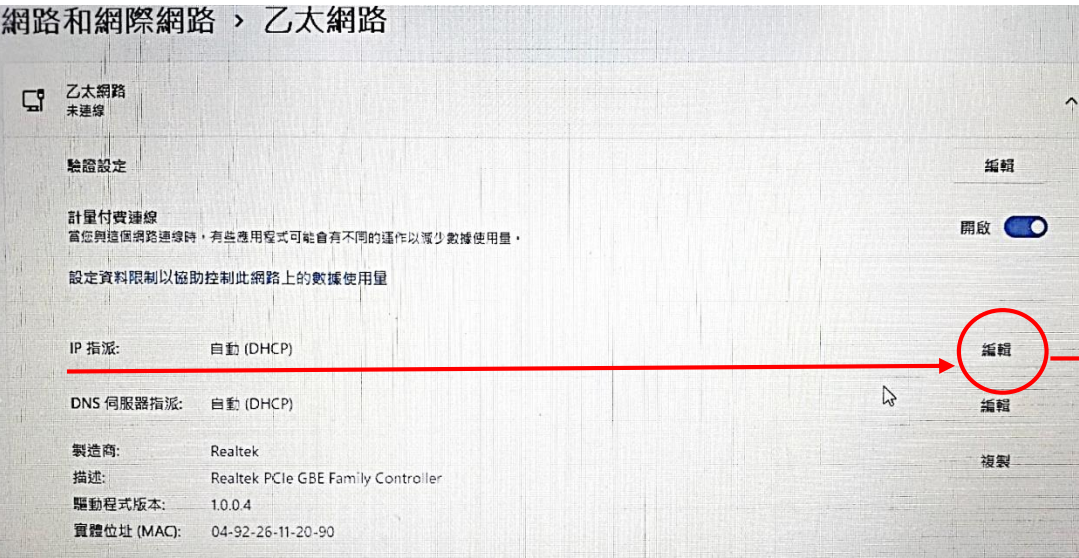 網路和網際網路 › 乙太網路
乙太網路
未連線
驗證設定 編輯
計量付費連線
當您與這個網路連線時，有些應用程式可能會有不同的運作以減少數據使用量。 開啟
設定資料限制以協助控制此網路上的數據使用量
IP 指派: 自動 (DHCP) 編輯
DNS 伺服器指派: 自動 (DHCP) 編輯
製造商: Realtek 複製
描述: Realtek PCIe GBE Family Controller
驅動程式版本: 1.0.0.4
實體位址 (MAC): 04-92-26-11-20-90